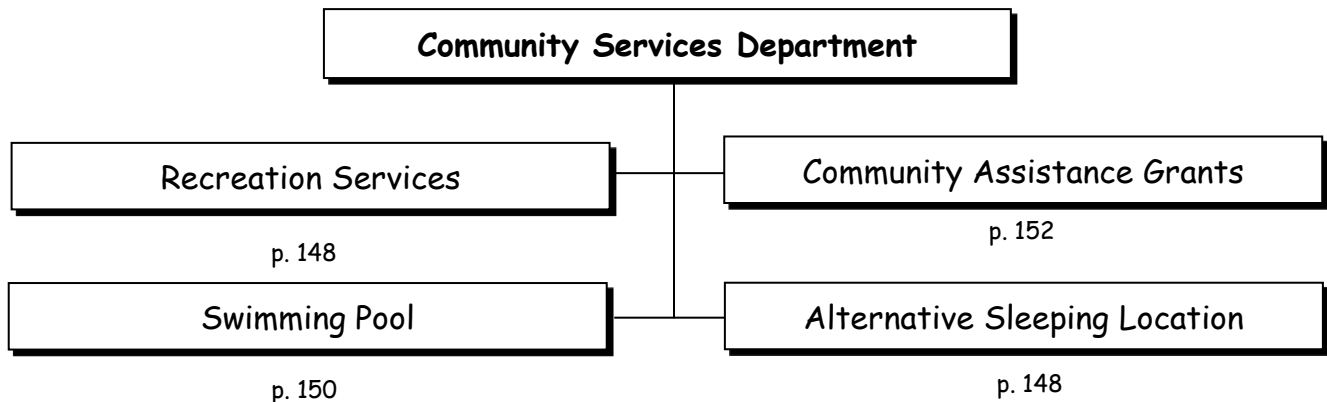 Community Services Department
Recreation Services
Community Assistance Grants
p. 148
p. 152
Swimming Pool
Alternative Sleeping Location
p. 150
p. 148